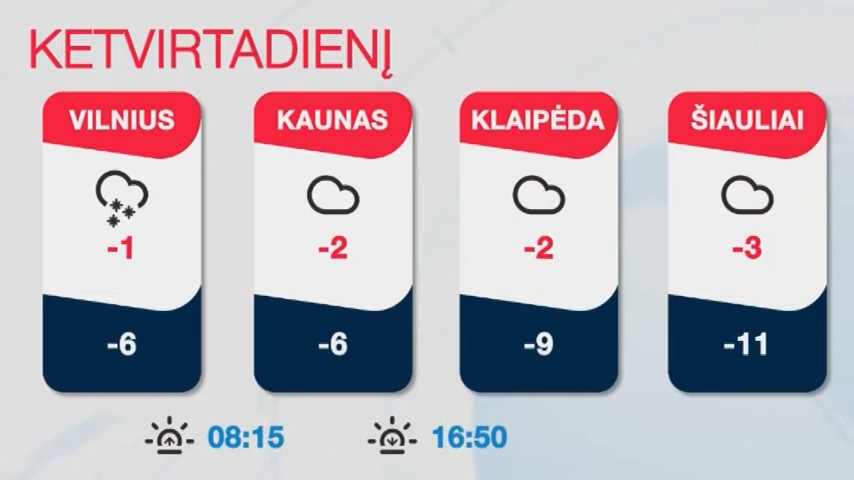 KETVIRTADIENĮ
VILNIUS
-1
-6
KAUNAS
-2
-6
KLAIPĖDA
-2
-9
ŠIAULIAI
-3
-11
08:15
16:50